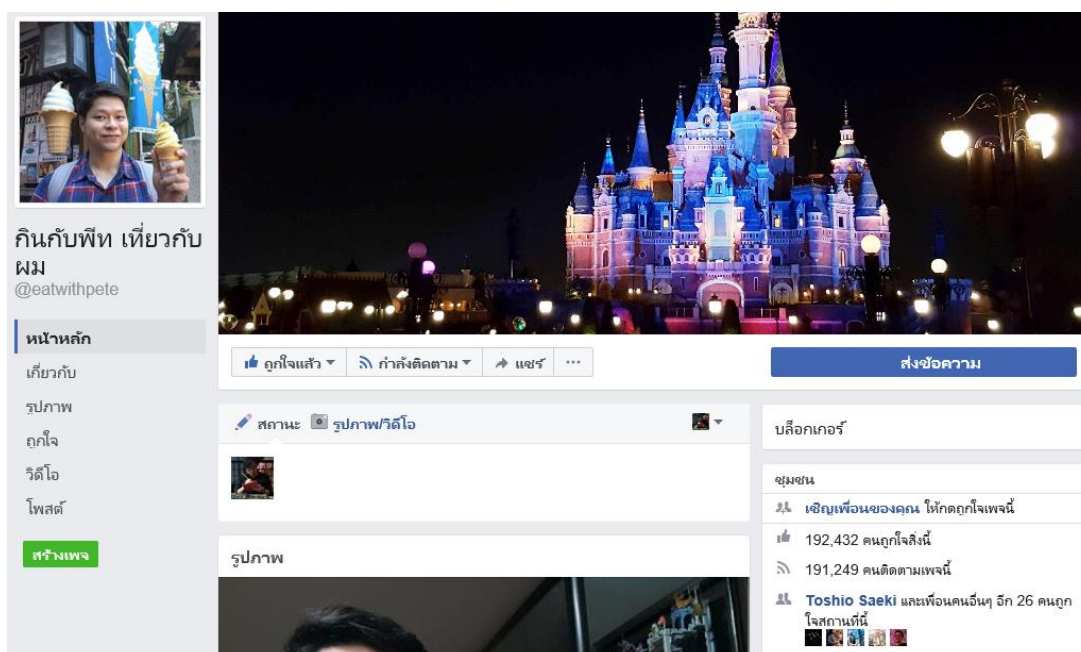 กินกับพีท เที่ยวกับ
ผม
@eatwithpete
หน้าหลัก
เกี่ยวกับ
รูปภาพ
ถูกใจ
วิดีโอ
โพสต์
สร้างเพจ
ถูกใจแล้ว กำลังติดตาม แชร์ ···
ส่งข้อความ
สถานะ รูปภาพ/วิดีโอ
รูปภาพ
บล็อกเกอร์
ชุมชน
เชิญเพื่อนของคุณ ให้กดถูกใจเพจนี้
192,432 คนถูกใจสิ่งนี้
191,249 คนติดตามเพจนี้
Toshio Saeki และเพื่อนคนอื่นๆ อีก 26 คนถูก
ใจสถานที่นี้